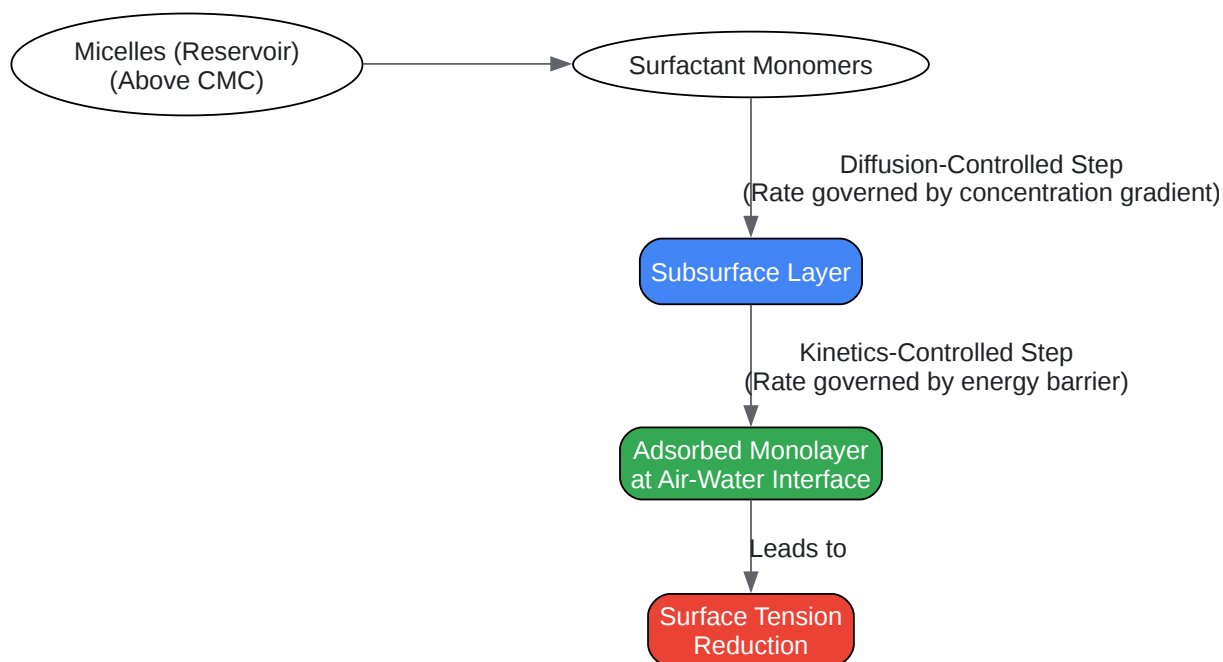 Micelles (Reservoir)
(Above CMC)
Surfactant Monomers
Diffusion-Controlled Step
(Rate governed by concentration gradient)
Subsurface Layer
Kinetics-Controlled Step
(Rate governed by energy barrier)
Adsorbed Monolayer
at Air-Water Interface
Leads to
Surface Tension
Reduction